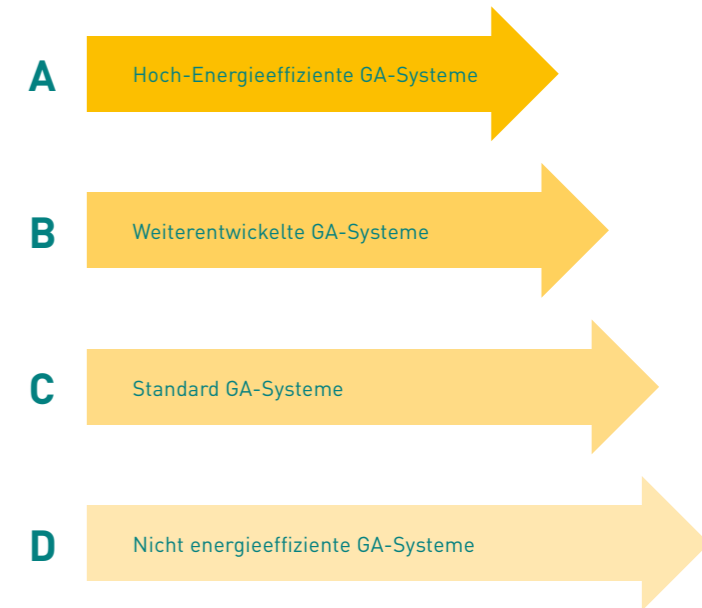 A Hoch-Energieeffiziente GA-Systeme
B Weiterentwickelte GA-Systeme
C Standard GA-Systeme
D Nicht energieeffiziente GA-Systeme